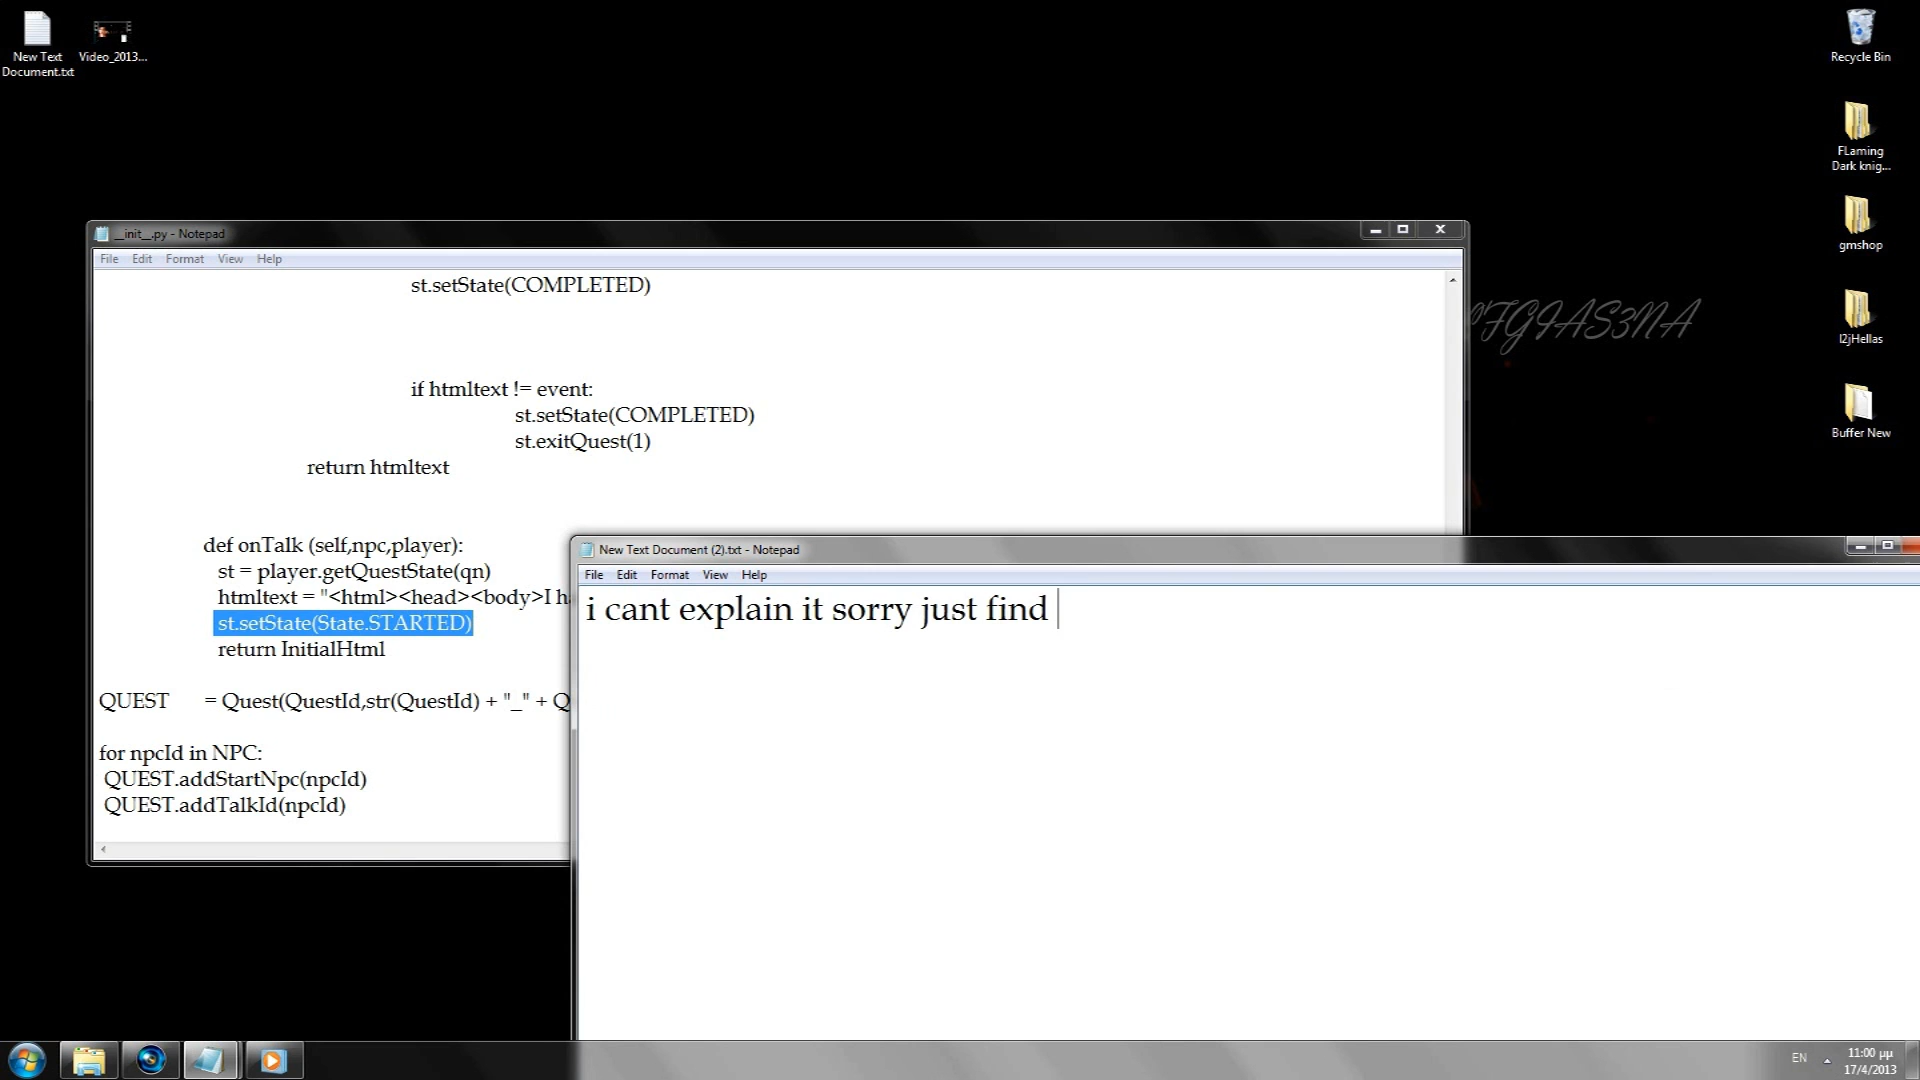 New Text
Document.txt
Video_2013...
Recycle Bin
FLaming
Dark knig...
gmshop
l2jHellas
Buffer New
__init__.py - Notepad
File Edit Format View Help
st.setState(COMPLETED)
if htmltext != event:
st.setState(COMPLETED)
st.exitQuest(1)
return htmltext
def onTalk (self,npc,player):
st = player.getQuestState(qn)
htmltext = "<html><head><body>I ha
st.setState(State.STARTED)
return InitialHtml
QUEST = Quest(QuestId,str(QuestId) + "_" + Q
for npcId in NPC:
QUEST.addStartNpc(npcId)
QUEST.addTalkId(npcId)
New Text Document (2).txt - Notepad
File Edit Format View Help
i cant explain it sorry just find
EN
11:00 μμ
17/4/2013